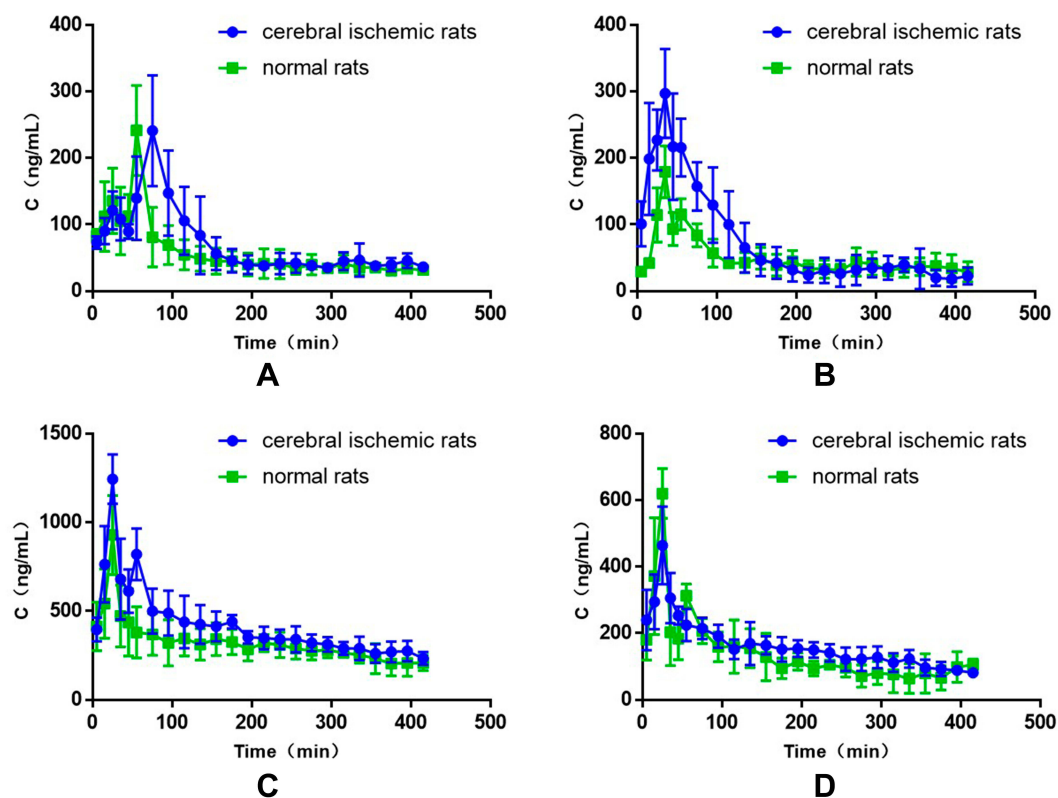 400
300
200
100
0
C（ng/mL）
cerebral ischemic rats
normal rats
0 100 200 300 400 500
Time（min）
A
400
300
200
100
0
C（ng/mL）
cerebral ischemic rats
normal rats
0 100 200 300 400 500
Time（min）
B
1500
1000
500
0
C（ng/mL）
cerebral ischemic rats
normal rats
0 100 200 300 400 500
Time（min）
C
800
600
400
200
0
C（ng/mL）
cerebral ischemic rats
normal rats
0 100 200 300 400 500
Time（min）
D